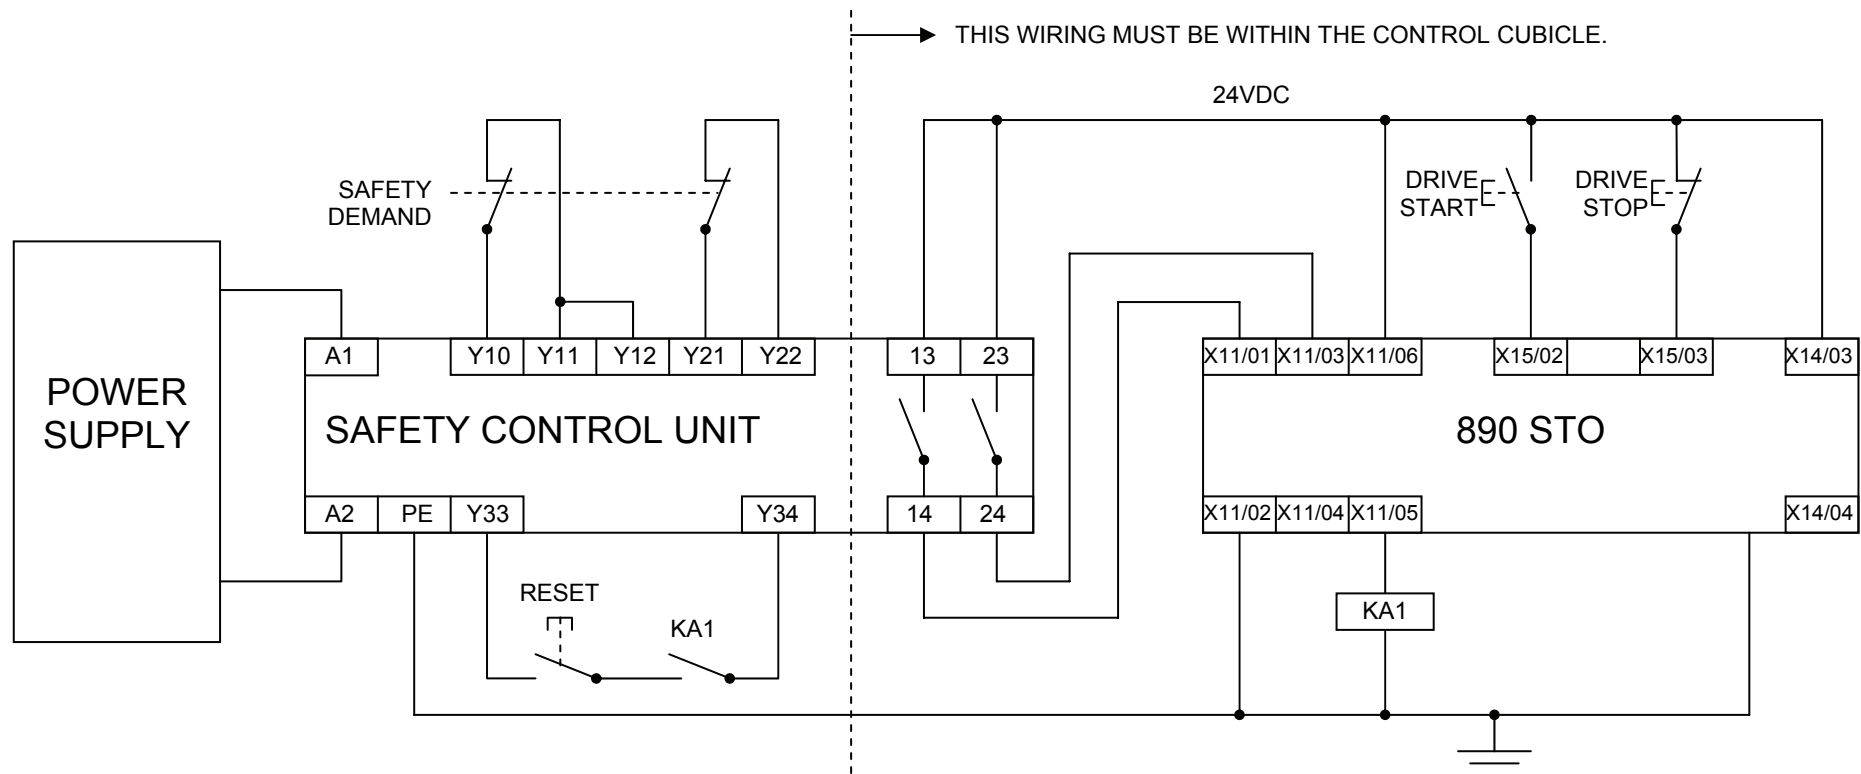 THIS WIRING MUST BE WITHIN THE CONTROL CUBICLE.
24VDC
SAFETY
DEMAND
DRIVE
START
DRIVE
STOP
A1 Y10 Y11 Y12 Y21 Y22 13 23 X11/01 X11/03 X11/06 X15/02 X15/03 X14/03
POWER
SUPPLY
SAFETY CONTROL UNIT
890 STO
A2 PE Y33 Y34 14 24 X11/02 X11/04 X11/05 X14/04
RESET
KA1
KA1